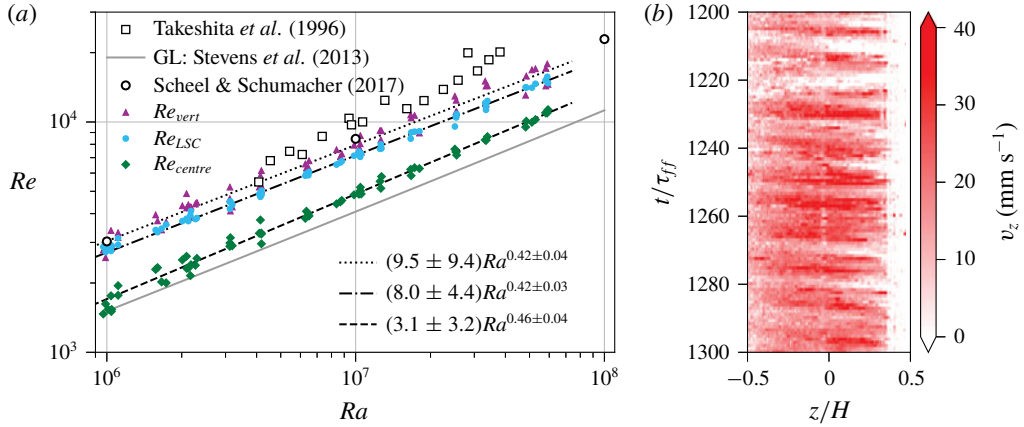 (a)
Takeshita et al. (1996)
GL: Stevens et al. (2013)
Scheel & Schumacher (2017)
Re_vert
Re_LSC
Re_centre
10^4
10^3
Re
(9.5 ± 9.4)Ra^0.42±0.04
(8.0 ± 4.4)Ra^0.42±0.03
(3.1 ± 3.2)Ra^0.46±0.04
10^6
10^7
10^8
Ra
(b)
1200
1220
1240
1260
1280
1300
t/τ_ff
−0.5
0
0.5
z/H
40
30
20
10
0
v_z (mm s^−1)